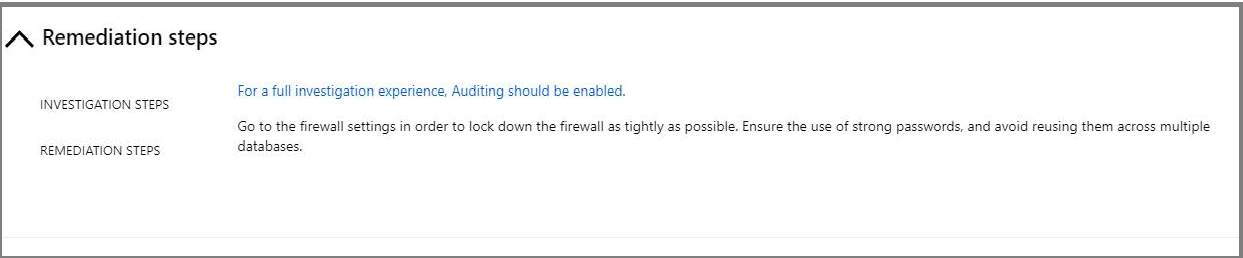 Remediation steps
INVESTIGATION STEPS
For a full investigation experience, Auditing should be enabled.
REMEDIATION STEPS
Go to the firewall settings in order to lock down the firewall as tightly as possible. Ensure the use of strong passwords, and avoid reusing them across multiple
databases.